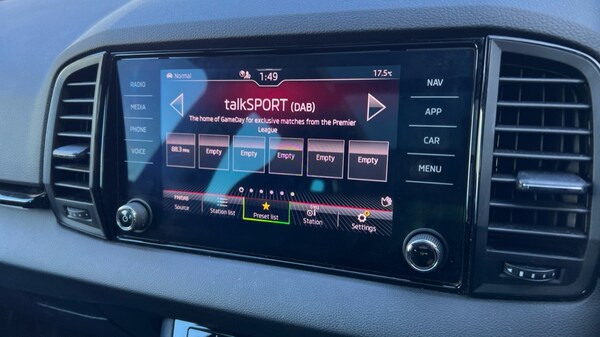 RADIO
MEDIA
PHONE
VOICE
Normal
1:49
17.5°C
talkSPORT (DAB)
The home of GameDay for exclusive matches from the Premier
League
Empty
Empty
Empty
Empty
Empty
Source
Station list
Preset list
Station
Settings
NAV
APP
CAR
MENU